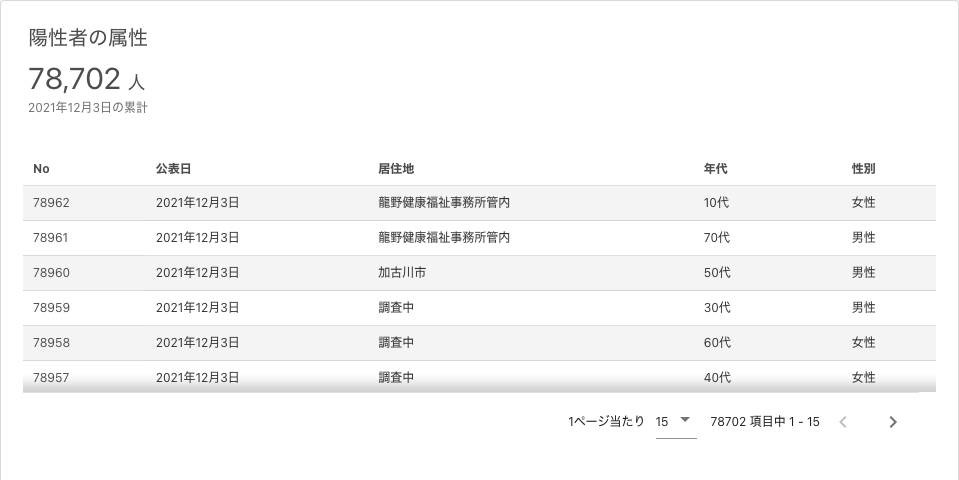 陽性者の属性
78,702 人
2021年12月3日の累計
No 公表日 居住地 年代 性別
78962 2021年12月3日 龍野健康福祉事務所管内 10代 女性
78961 2021年12月3日 龍野健康福祉事務所管内 70代 男性
78960 2021年12月3日 加古川市 50代 男性
78959 2021年12月3日 調査中 30代 男性
78958 2021年12月3日 調査中 60代 女性
78957 2021年12月3日 調査中 40代 女性
1ページ当たり 15 78702 項目中 1 - 15